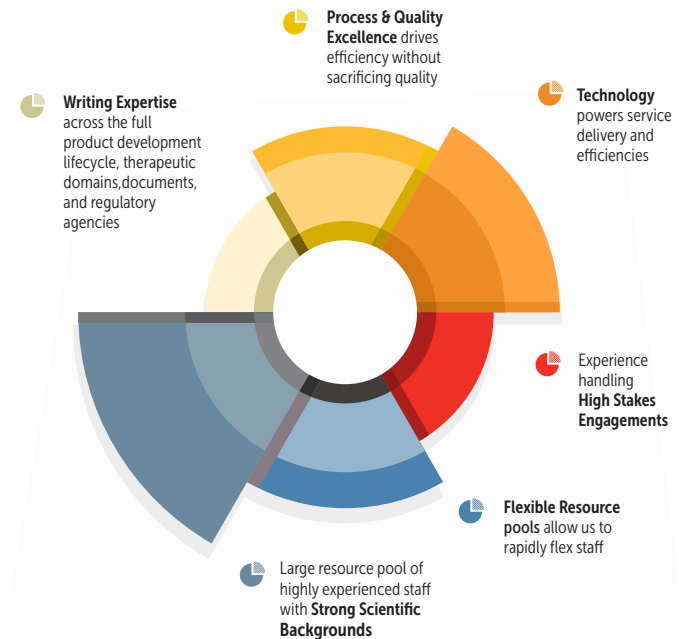 Process & Quality
Excellence drives
efficiency without
sacrificing quality
Writing Expertise
across the full
product development
lifecycle, therapeutic
domains,documents,
and regulatory
agencies
Technology
powers service
delivery and
efficiencies
Experience
handling
High Stakes
Engagements
Flexible Resource
pools allow us to
rapidly flex staff
Large resource pool of
highly experienced staff
with Strong Scientific
Backgrounds